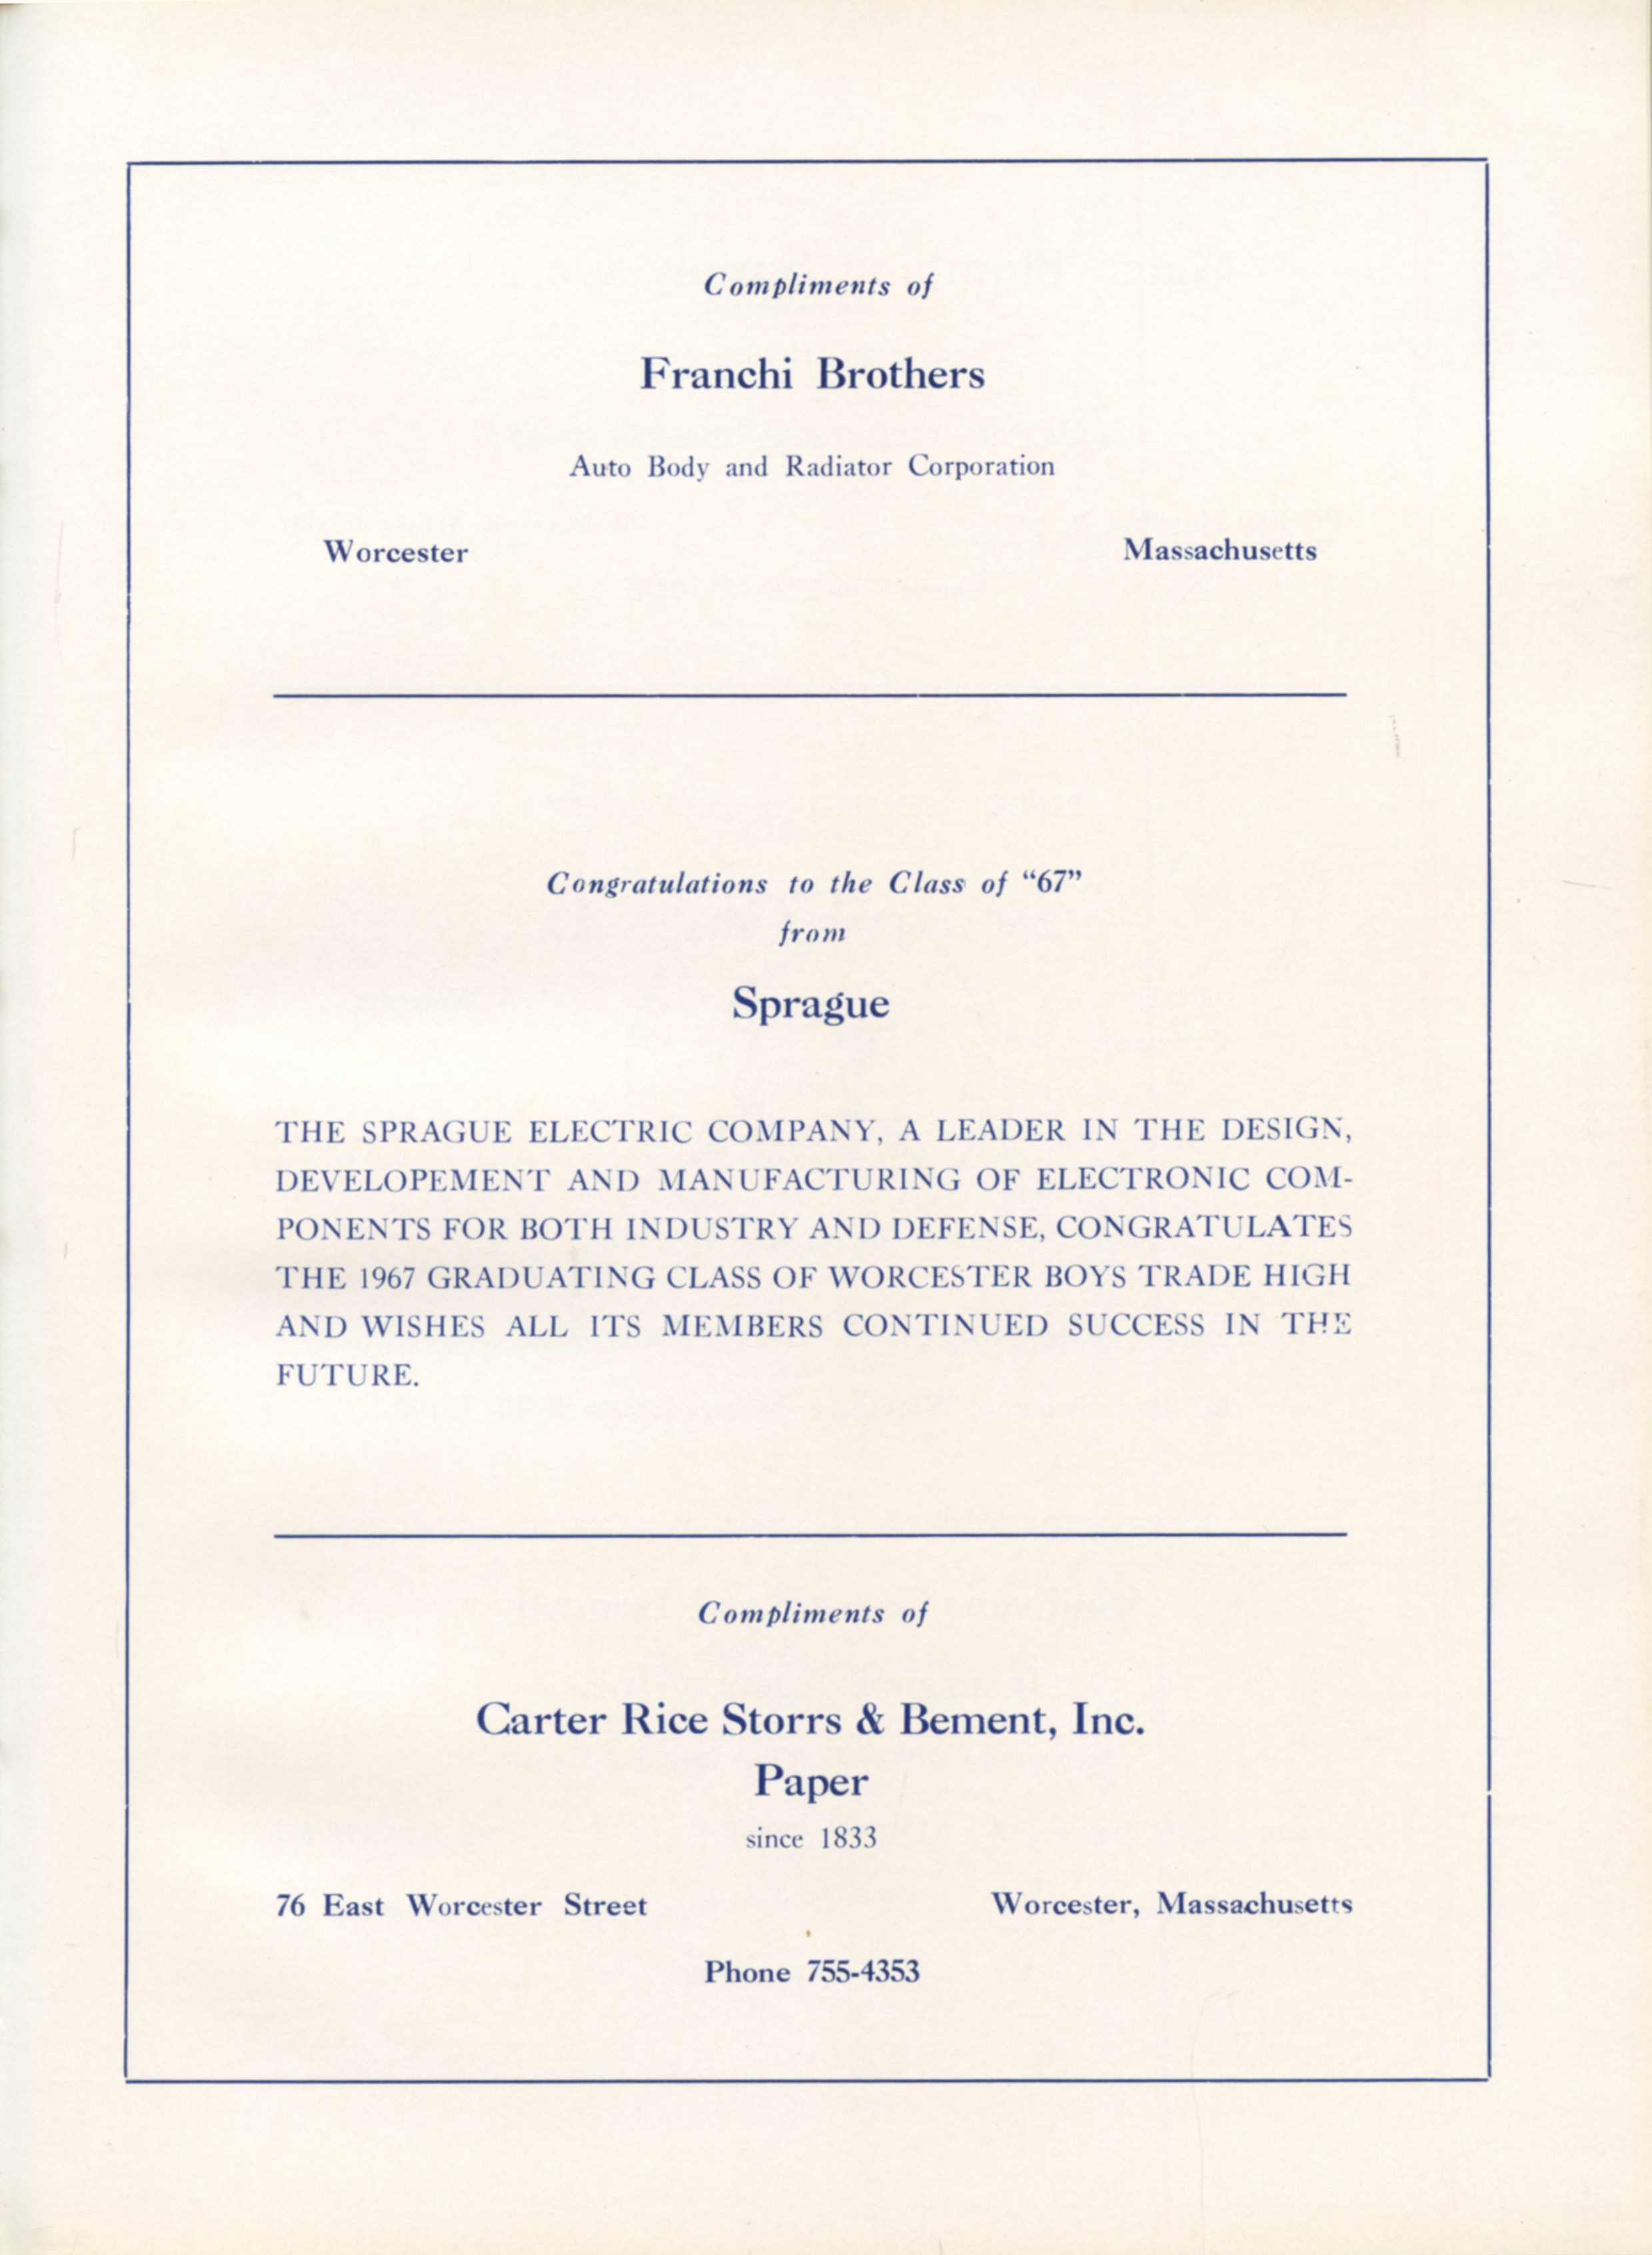 Compliments of
Franchi Brothers
Auto Body and Radiator Corporation
Worcester Massachusetts
Congratulations to the Class of “67”
from
Sprague
THE SPRAGUE ELECTRIC COMPANY, A LEADER IN THE DESIGN,
DEVELOPEMENT AND MANUFACTURING OF ELECTRONIC COM-
PONENTS FOR BOTH INDUSTRY AND DEFENSE, CONGRATULATES
THE 1967 GRADUATING CLASS OF WORCESTER BOYS TRADE HIGH
AND WISHES ALL ITS MEMBERS CONTINUED SUCCESS IN THE
FUTURE.
Compliments of
Carter Rice Storrs & Bement, Inc.
Paper
since 1833
76 East Worcester Street Worcester, Massachusetts
Phone 755-4353